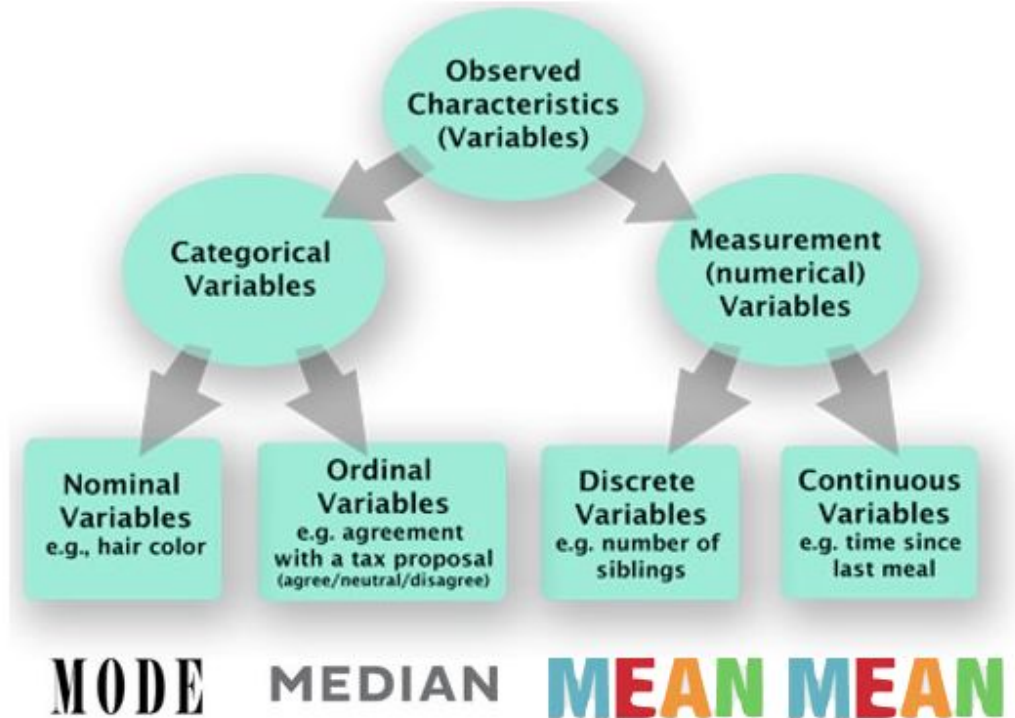 Observed
Characteristics
(Variables)
Categorical
Variables
Measurement
(numerical)
Variables
Nominal
Variables
e.g., hair color
Ordinal
Variables
e.g. agreement
with a tax proposal
(agree/neutral/disagree)
Discrete
Variables
e.g. number of
siblings
Continuous
Variables
e.g. time since
last meal
MODE
MEDIAN
MEAN
MEAN